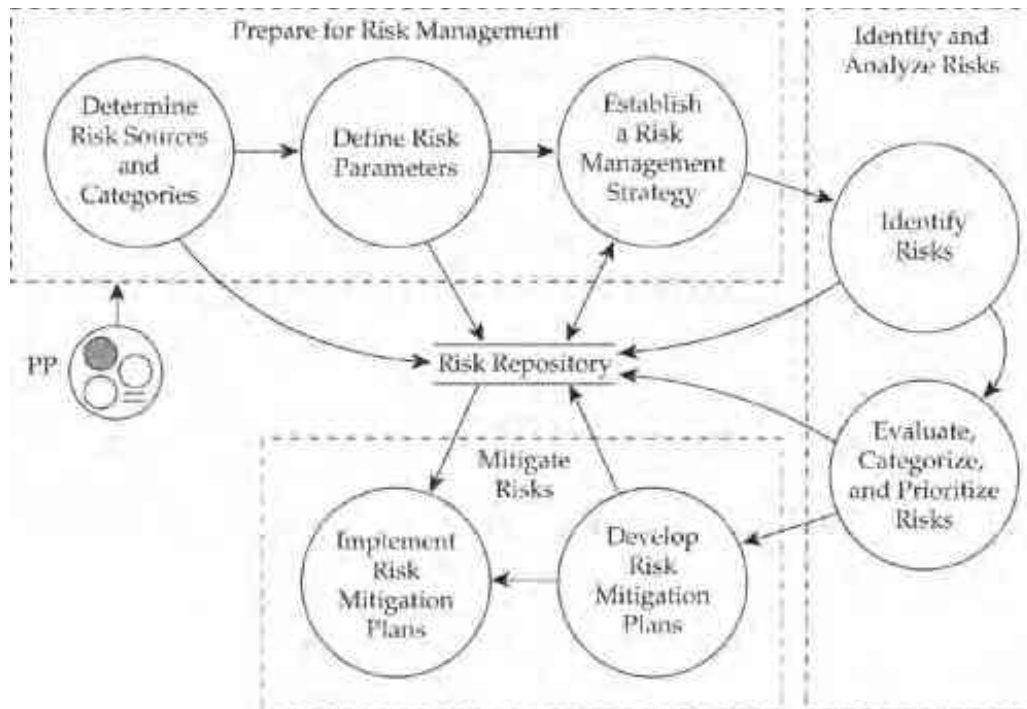 Prepare for Risk Management
Identify and
Analyze Risks
Determine
Risk Sources
and
Categories
Define Risk
Parameters
Establish
a Risk
Management
Strategy
Identify
Risks
PP
Risk Repository
Evaluate,
Categorize,
and Prioritize
Risks
Mitigate
Risks
Implement
Risk
Mitigation
Plans
Develop
Risk
Mitigation
Plans